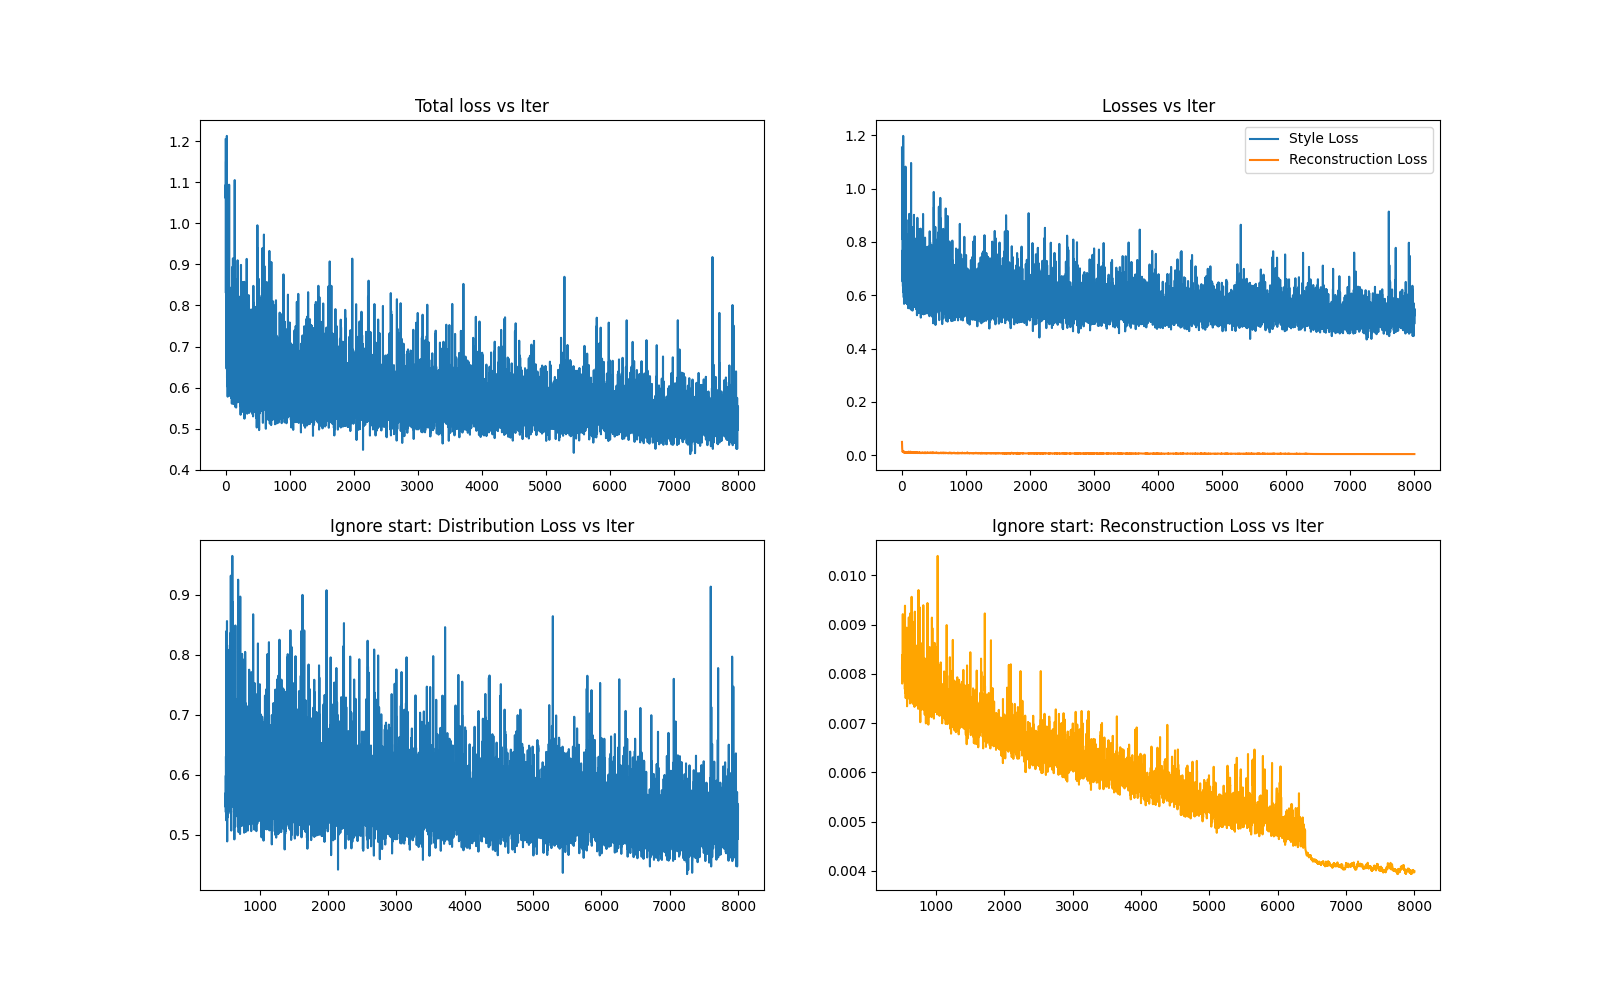 Total loss vs Iter
1.2
1.1
1.0
0.9
0.8
0.7
0.6
0.5
0.4
0 1000 2000 3000 4000 5000 6000 7000 8000
Losses vs Iter
Style Loss
Reconstruction Loss
1.2
1.0
0.8
0.6
0.4
0.2
0.0
0 1000 2000 3000 4000 5000 6000 7000 8000
Ignore start: Distribution Loss vs Iter
0.9
0.8
0.7
0.6
0.5
1000 2000 3000 4000 5000 6000 7000 8000
Ignore start: Reconstruction Loss vs Iter
0.010
0.009
0.008
0.007
0.006
0.005
0.004
1000 2000 3000 4000 5000 6000 7000 8000